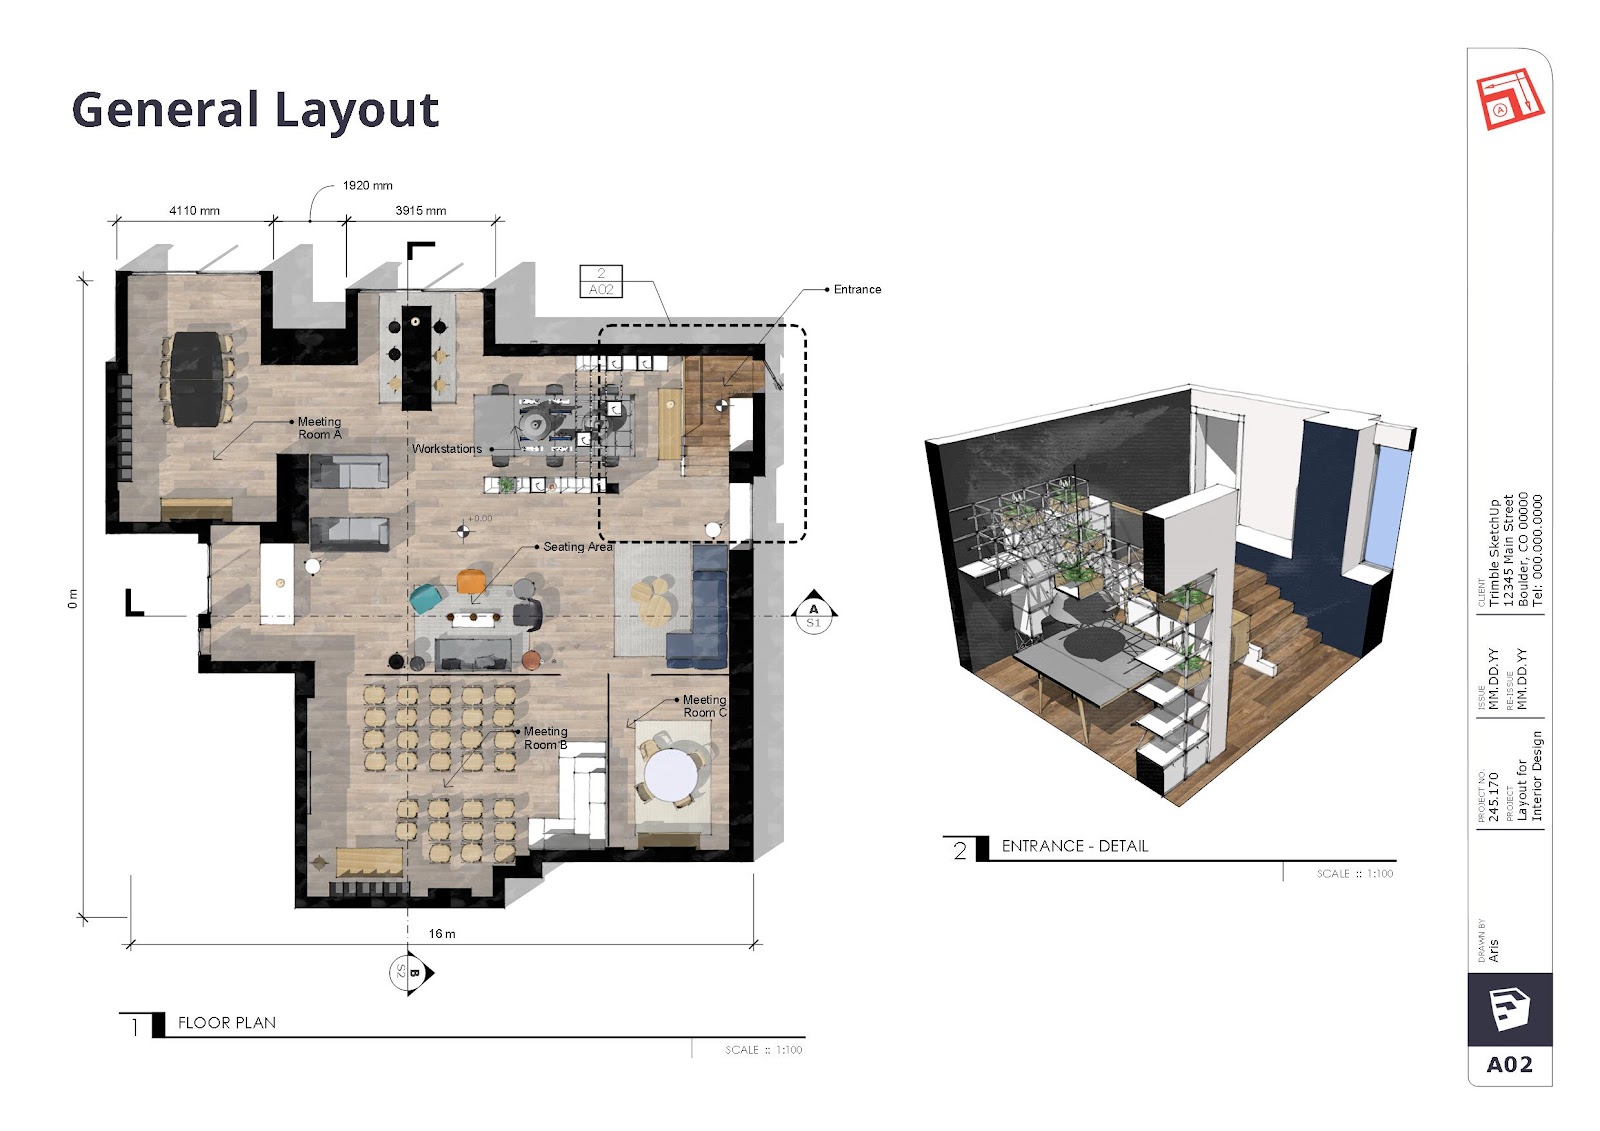 General Layout
1920 mm
4110 mm
3915 mm
2
A02
Entrance
Meeting
Room A
Workstations
+0.00
Seating Area
0 m
A
S1
Meeting
Room C
Meeting
Room B
16 m
B
S2
1
FLOOR PLAN
SCALE :: 1:100
2
ENTRANCE - DETAIL
SCALE :: 1:100
A
CLIENT
Trimble SketchUpp
12345 Main Street
Boulder, CO 00000
Tel: 000.000.0000
ISSUE
MM.DD.YY
RE-ISSUE
MM.DD.YY
PROJECT NO.
245.170
PROJECT
Layout for
Interior Design
DRAWN BY
Aris
A02